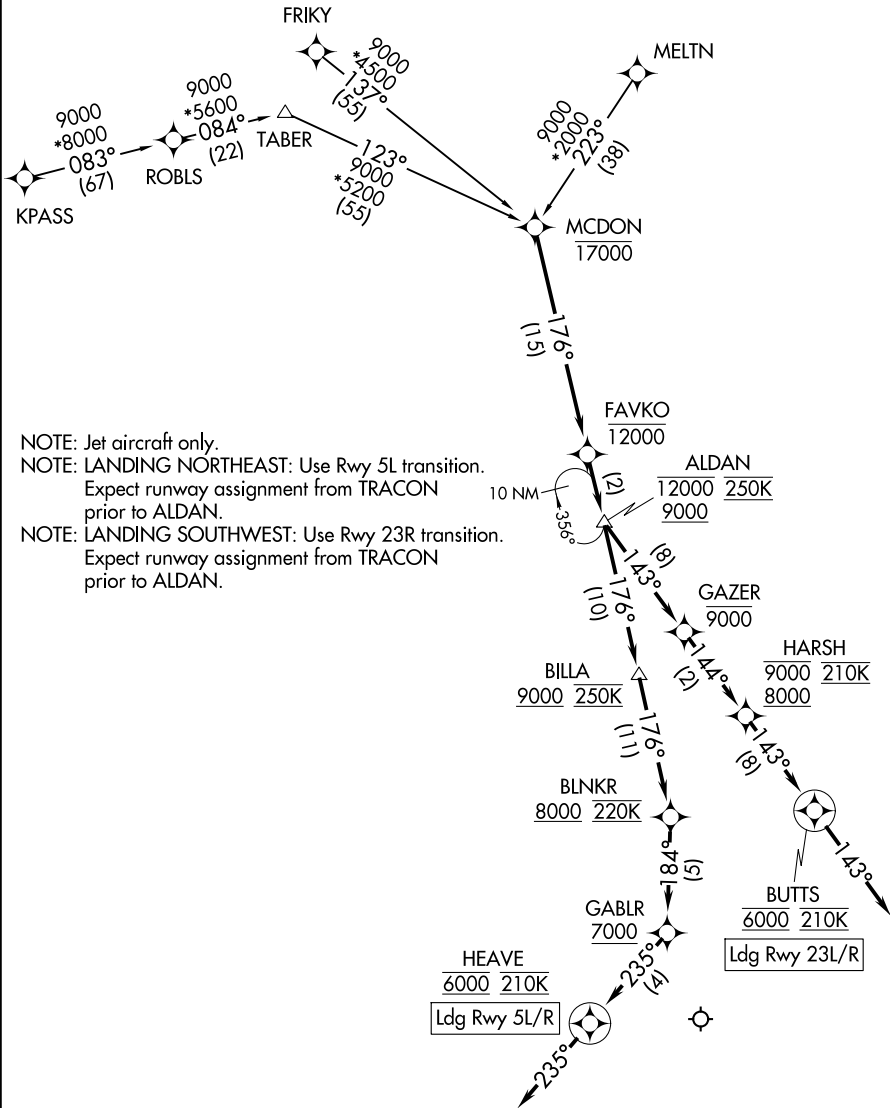 FRIKY
9000
*4500
137°
(55)
MELTN
9000
*2000
223°
(38)
9000
*5600
084°
(22)
TABER
9000
*8000
083°
(67)
ROBLS
KPASS
123°
9000
*5200
(55)
MCDON
17000
176°
(15)
FAVKO
12000
(2)
ALDAN
12000 250K
9000
10 NM
356°
NOTE: Jet aircraft only.
NOTE: LANDING NORTHEAST: Use Rwy 5L transition.
Expect runway assignment from TRACON
prior to ALDAN.
NOTE: LANDING SOUTHWEST: Use Rwy 23R transition.
Expect runway assignment from TRACON
prior to ALDAN.
(8)
143°
176°
(10)
GAZER
9000
144°
(2)
HARSH
9000 210K
8000
BILLA
9000 250K
176°
(11)
143°
(8)
BLNKR
8000 220K
184°
(5)
143°
BUTTS
6000 210K
Ldg Rwy 23L/R
GABLR
7000
235°
(4)
HEAVE
6000 210K
Ldg Rwy 5L/R
235°